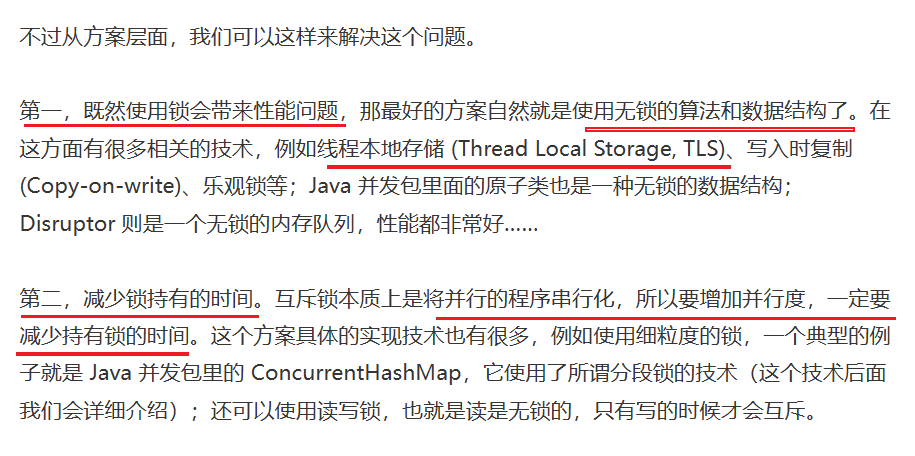 不过从方案层面，我们可以这样来解决这个问题。
第一，既然使用锁会带来性能问题，那最好的方案自然就是使用无锁的算法和数据结构了。在
这方面有很多相关的技术，例如线程本地存储 (Thread Local Storage, TLS)、写入时复制
(Copy-on-write)、乐观锁等；Java 并发包里面的原子类也是一种无锁的数据结构；
Disruptor 则是一个无锁的内存队列，性能都非常好……
第二，减少锁持有的时间。互斥锁本质上是将并行的程序串行化，所以要增加并行度，一定要
减少持有锁的时间。这个方案具体的实现技术也有很多，例如使用细粒度的锁，一个典型的例
子就是 Java 并发包里的 ConcurrentHashMap，它使用了所谓分段锁的技术（这个技术后面
我们会详细介绍）；还可以使用读写锁，也就是读是无锁的，只有写的时候才会互斥。